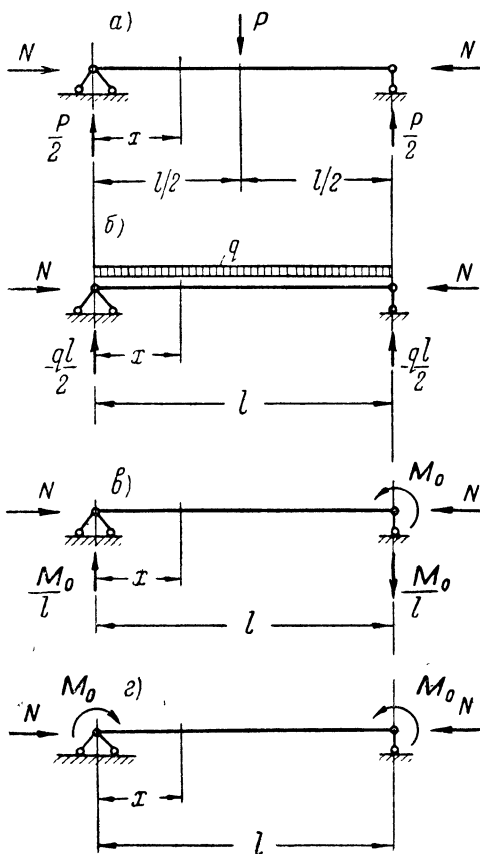 а)
P
N
N
P/2
x
P/2
l/2
l/2
б)
q
N
N
ql/2
x
ql/2
l
в)
M₀
N
N
M₀/l
x
M₀/l
l
г)
M₀
M₀
N
N
x
l